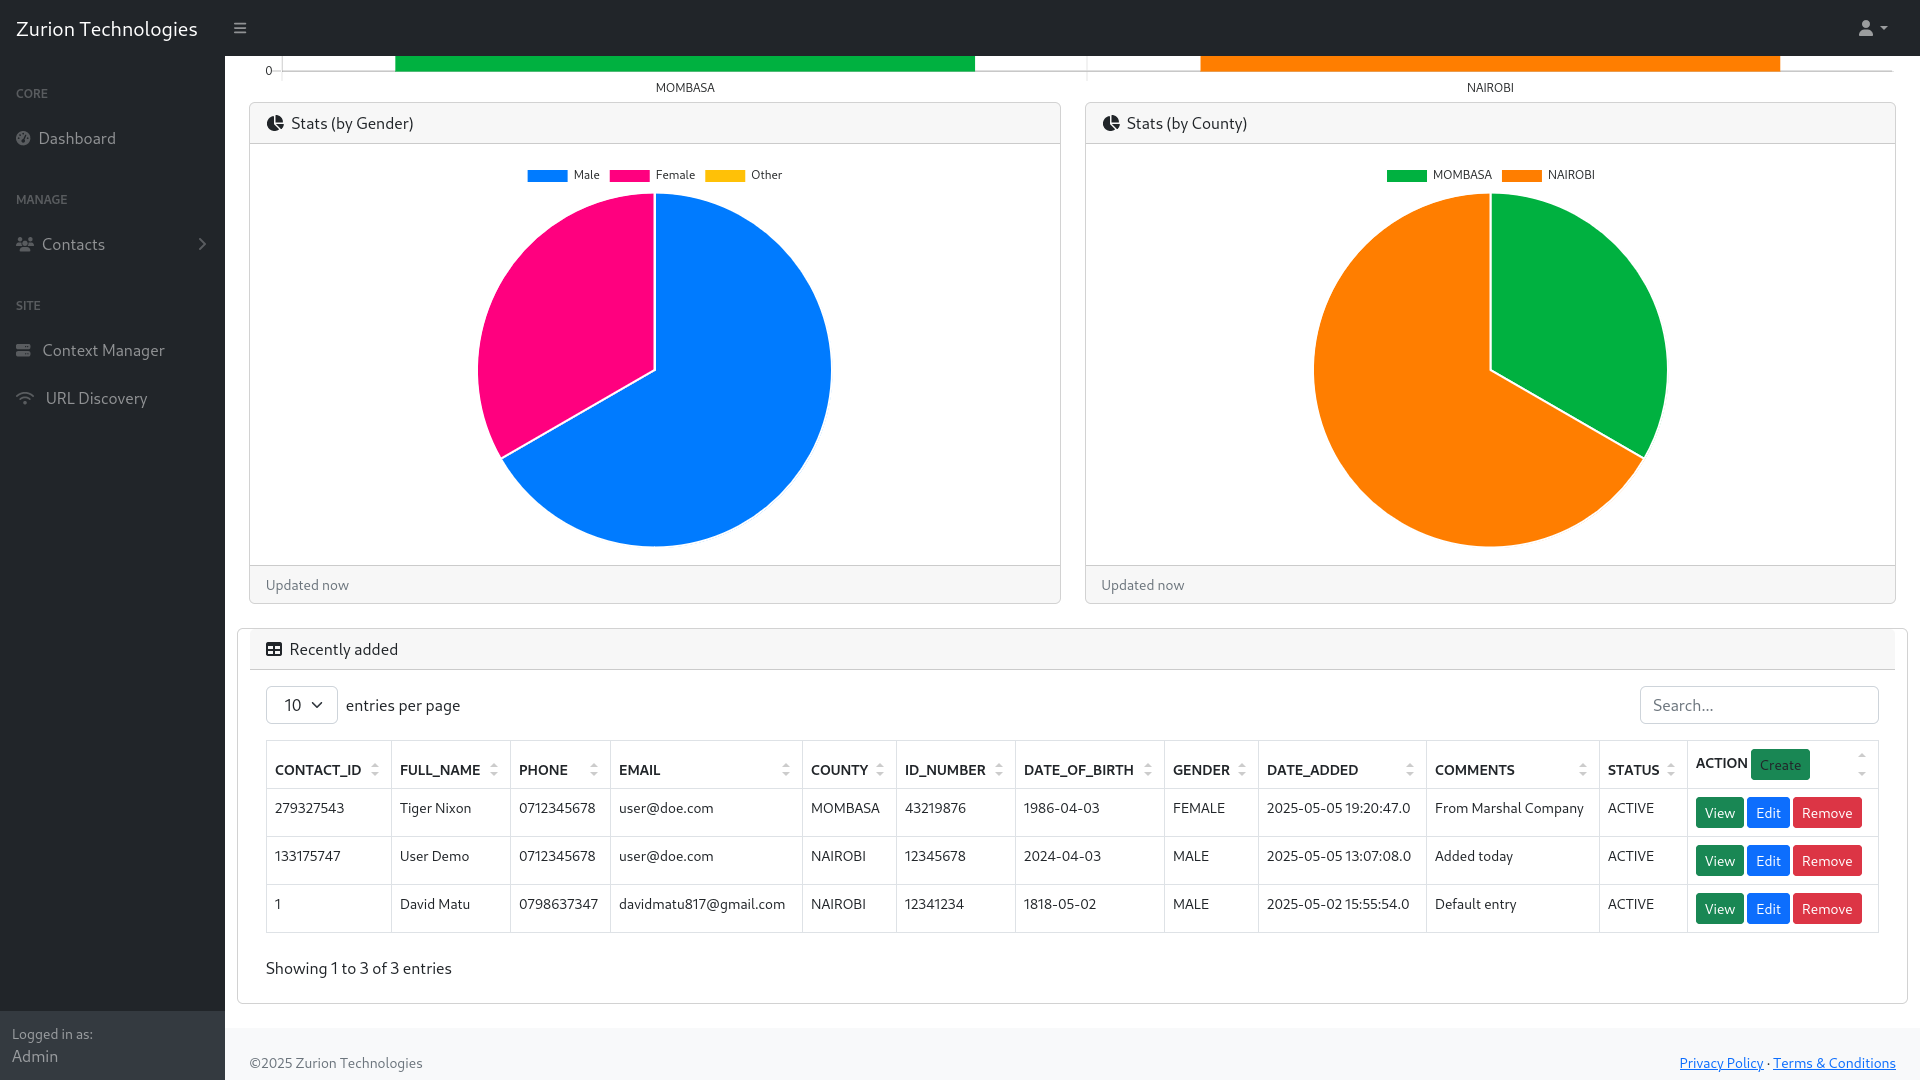 Zurion Technologies
CORE
Dashboard
MANAGE
Contacts
SITE
Context Manager
URL Discovery
Logged in as:
Admin
0
MOMBASA NAIROBI
Stats (by Gender)
Male Female Other
Updated now
Stats (by County)
MOMBASA NAIROBI
Updated now
Recently added
10 entries per page Search...
CONTACT_ID FULL_NAME PHONE EMAIL COUNTY ID_NUMBER DATE_OF_BIRTH GENDER DATE_ADDED COMMENTS STATUS ACTION Create
279327543 Tiger Nixon 0712345678 user@doe.com MOMBASA 43219876 1986-04-03 FEMALE 2025-05-05 19:20:47.0 From Marshal Company ACTIVE View Edit Remove
133175747 User Demo 0712345678 user@doe.com NAIROBI 12345678 2024-04-03 MALE 2025-05-05 13:07:08.0 Added today ACTIVE View Edit Remove
1 David Matu 0798637347 davidmatu817@gmail.com NAIROBI 12341234 1818-05-02 MALE 2025-05-02 15:55:54.0 Default entry ACTIVE View Edit Remove
Showing 1 to 3 of 3 entries
©2025 Zurion Technologies Privacy Policy · Terms & Conditions